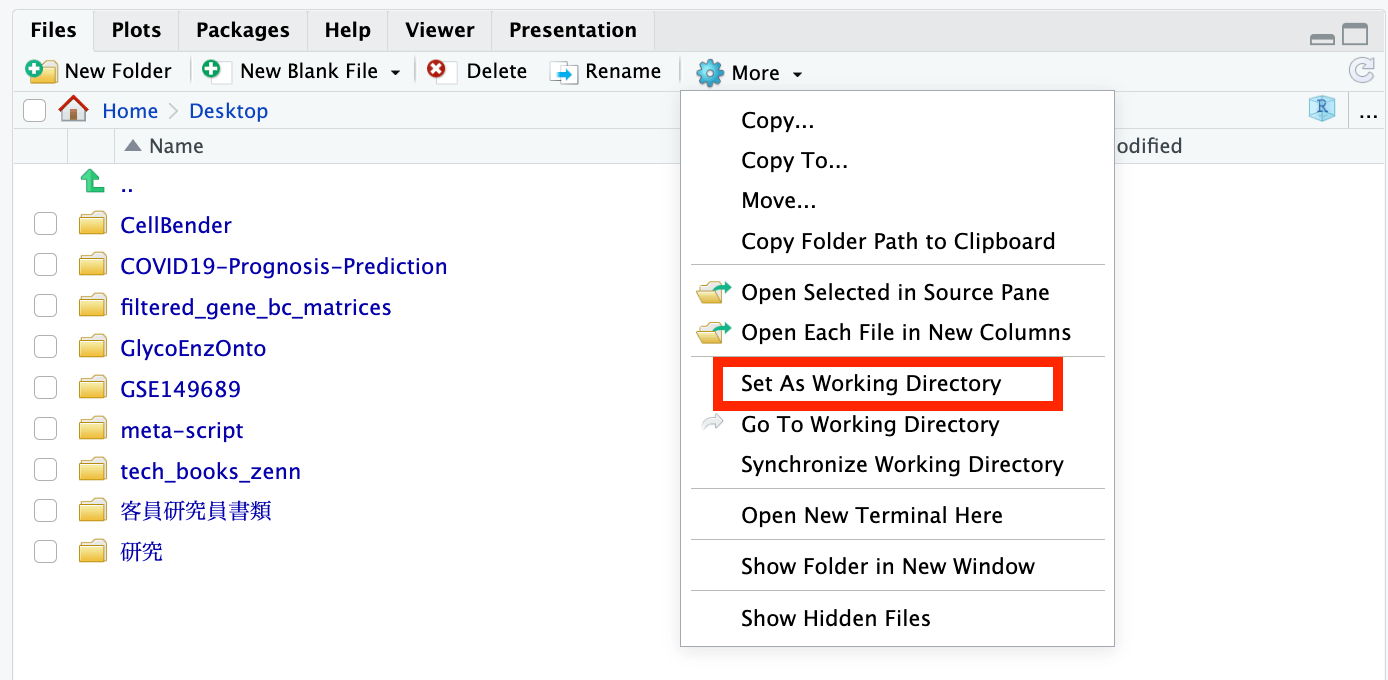 Files Plots Packages Help Viewer Presentation
New Folder New Blank File Delete Rename More
Home Desktop R ...
Name odified
..
CellBender
COVID19-Prognosis-Prediction
filtered_gene_bc_matrices
GlycoEnzOnto
GSE149689
meta-script
tech_books_zenn
客員研究員書類
研究
Copy...
Copy To...
Move...
Copy Folder Path to Clipboard
Open Selected in Source Pane
Open Each File in New Columns
Set As Working Directory
Go To Working Directory
Synchronize Working Directory
Open New Terminal Here
Show Folder in New Window
Show Hidden Files